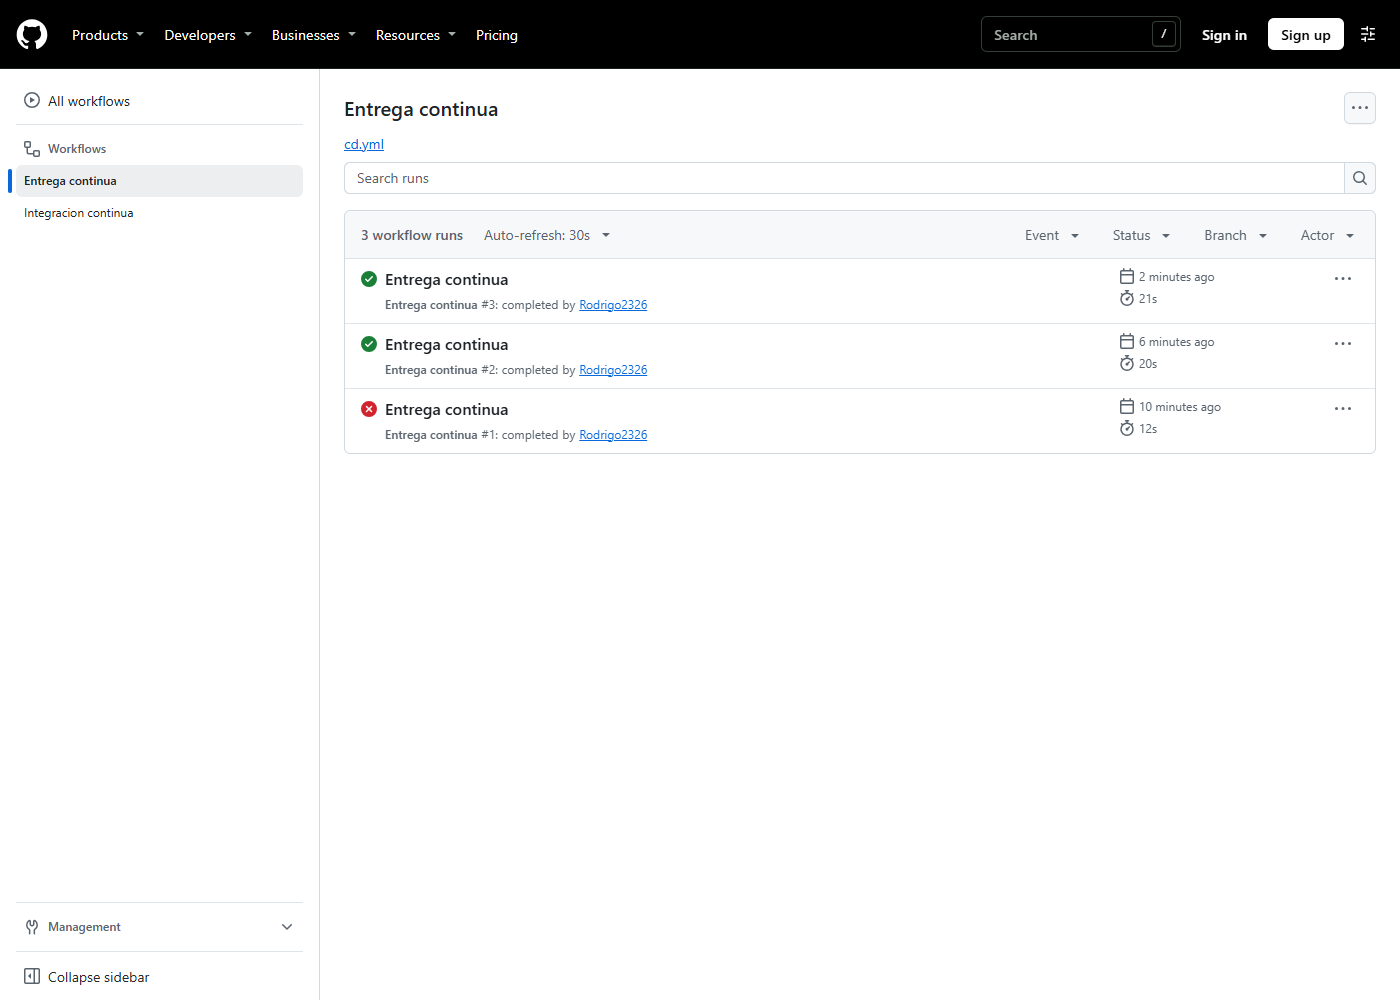 Products
Developers
Businesses
Resources
Pricing
Search
/
Sign in
Sign up
All workflows
Workflows
Entrega continua
Integracion continua
Management
Collapse sidebar
Entrega continua
cd.yml
Search runs
3 workflow runs
Auto-refresh: 30s
Event
Status
Branch
Actor
Entrega continua
Entrega continua #3: completed by Rodrigo2326
2 minutes ago
21s
Entrega continua
Entrega continua #2: completed by Rodrigo2326
6 minutes ago
20s
Entrega continua
Entrega continua #1: completed by Rodrigo2326
10 minutes ago
12s